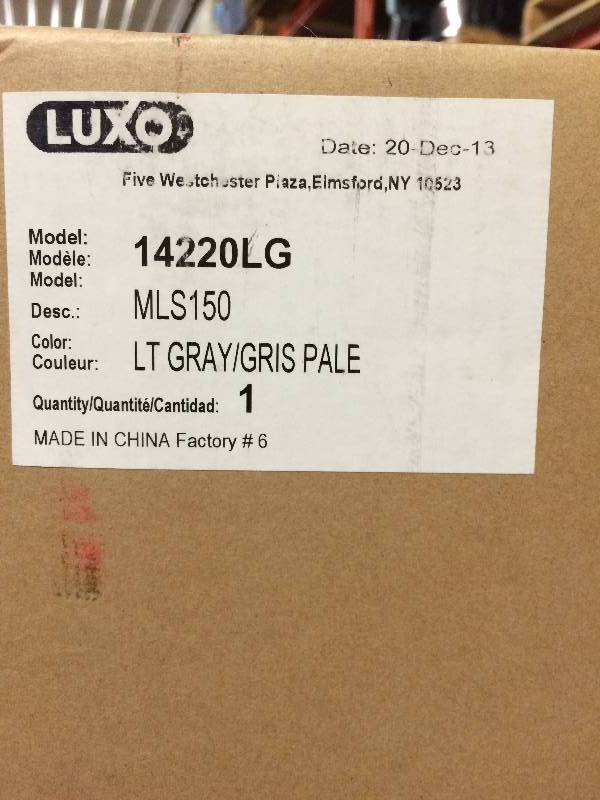 LUXO
Date: 20-Dec-13
Five Westchester Plaza,Elmsford,NY 10523
Model:
Modèle: 14220LG
Model:
Desc.: MLS150
Color:
Couleur: LT GRAY/GRIS PALE
Quantity/Quantité/Cantidad: 1
MADE IN CHINA Factory # 6